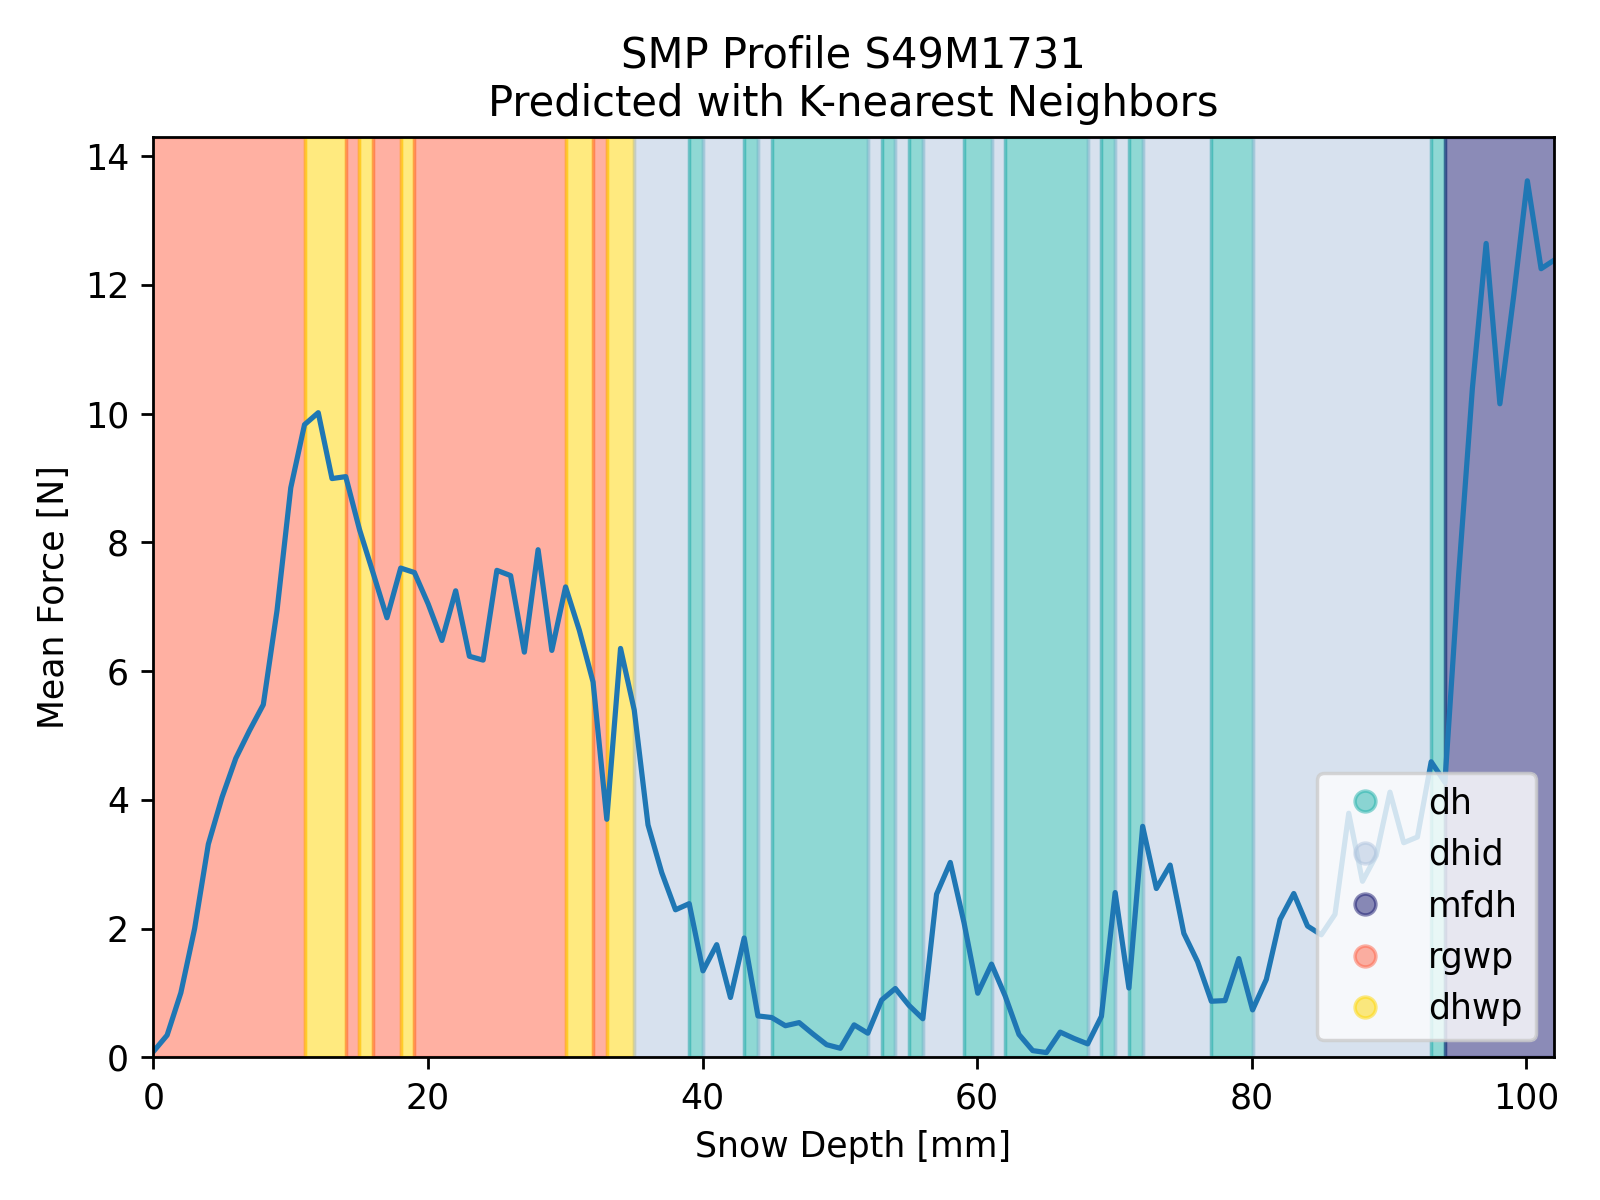 SMP Profile S49M1731
Predicted with K-nearest Neighbors
14
12
10
8
6
4
2
0
Mean Force [N]
0 20 40 60 80 100
Snow Depth [mm]
dh
dhid
mfdh
rgwp
dhwp